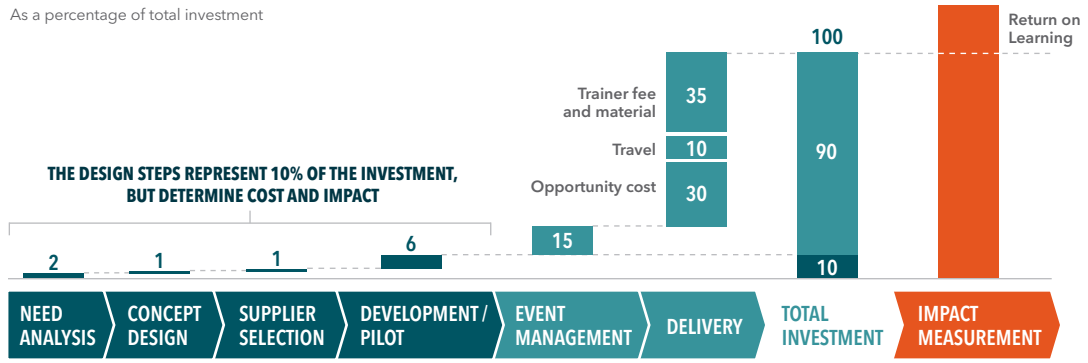 As a percentage of total investment
Return on
Learning
100
Trainer fee
and material
35
Travel
10
90
Opportunity cost
30
THE DESIGN STEPS REPRESENT 10% OF THE INVESTMENT,
BUT DETERMINE COST AND IMPACT
2
1
1
6
15
10
NEED
ANALYSIS
CONCEPT
DESIGN
SUPPLIER
SELECTION
DEVELOPMENT /
PILOT
EVENT
MANAGEMENT
DELIVERY
TOTAL
INVESTMENT
IMPACT
MEASUREMENT